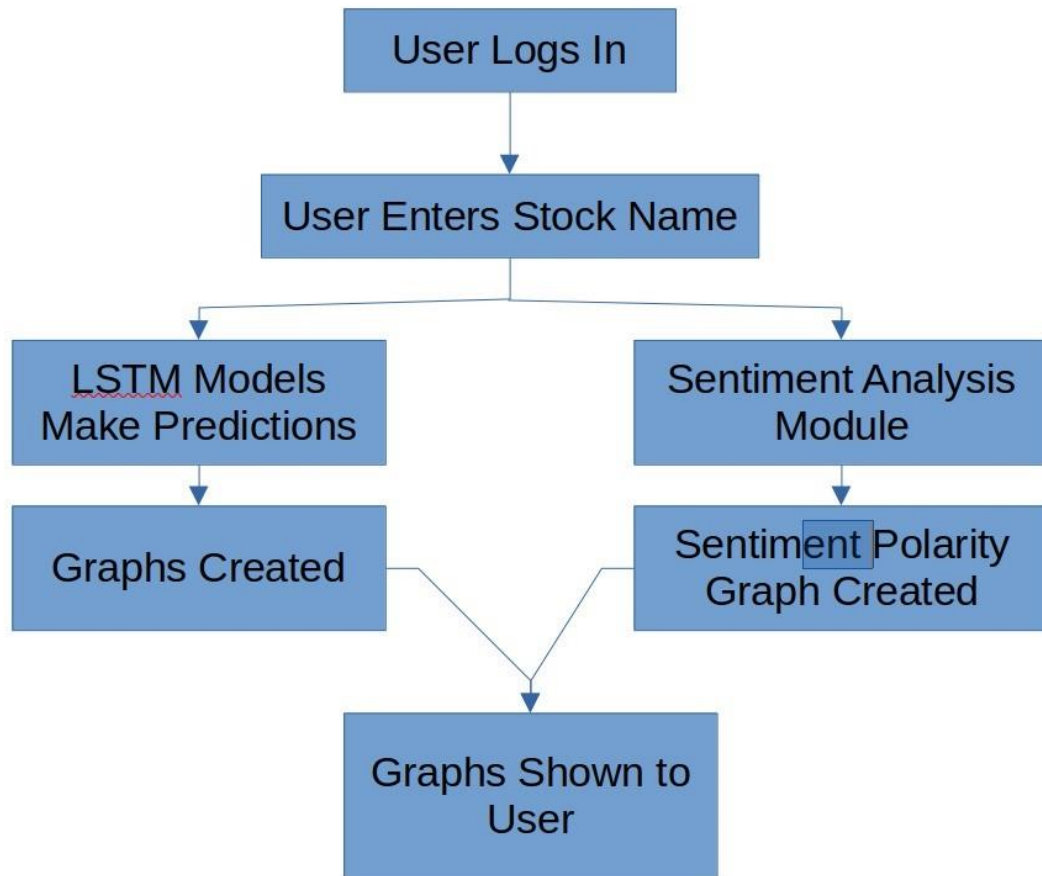 User Logs In
User Enters Stock Name
LSTM Models
Make Predictions
Sentiment Analysis
Module
Graphs Created
Sentiment Polarity
Graph Created
Graphs Shown to
User